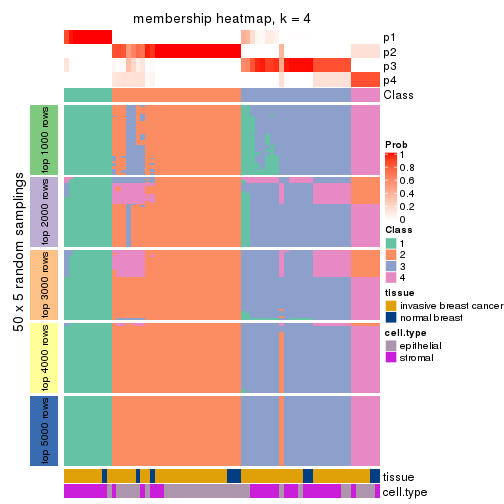 membership heatmap, k = 4
p1
p2
p3
p4
Class
50 x 5 random samplings
top 1000 rows
top 2000 rows
top 3000 rows
top 4000 rows
top 5000 rows
Prob
1
0.8
0.6
0.4
0.2
0
Class
1
2
3
4
tissue
invasive breast cancer
normal breast
cell.type
epithelial
stromal
tissue
cell.type